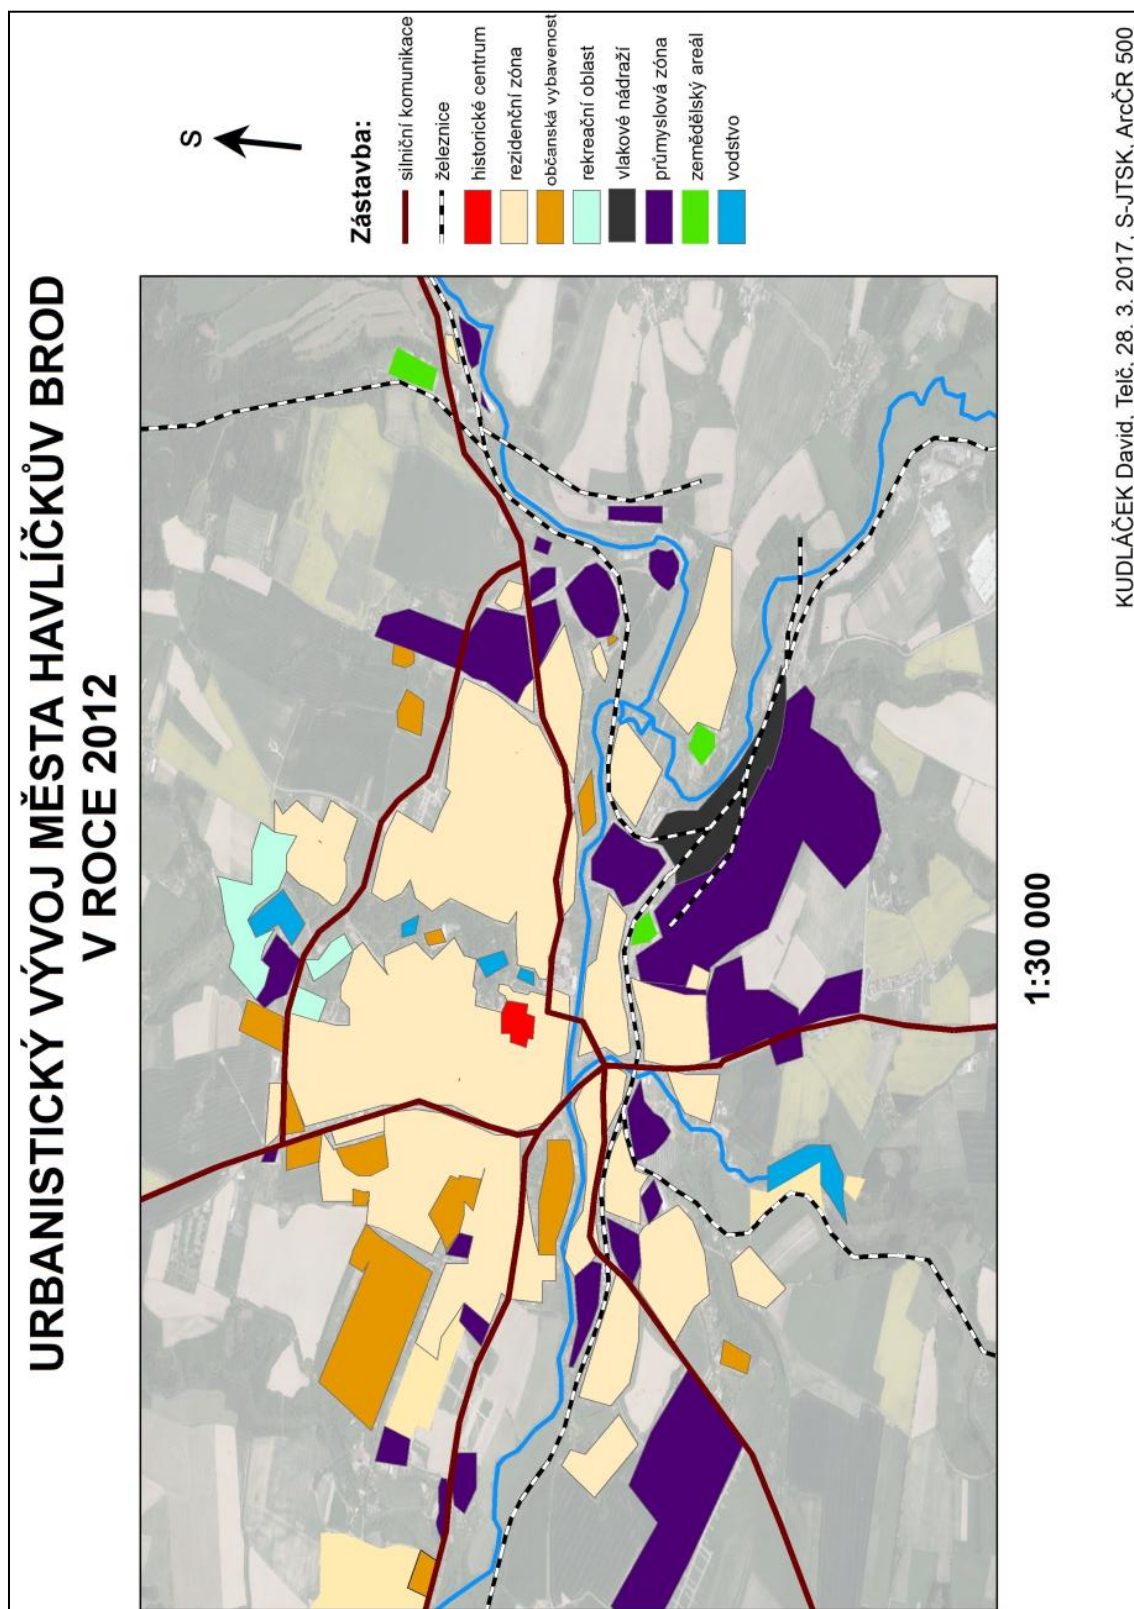 URBANISTICKÝ VÝVOJ MĚSTA HAVLÍČKŮV BROD
V ROCE 2012
S
Zástavba:
silniční komunikace
železnice
historické centrum
rezidenční zóna
občanská vybavenost
rekreační oblast
vlakové nádraží
průmyslová zóna
zemědělský areál
vodstvo
1:30 000
KUDLÁČEK David, Telč, 28. 3. 2017, S-JTSK, ArcČR 500